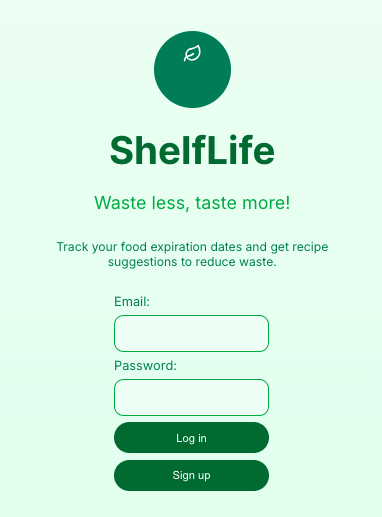 ShelfLife
Waste less, taste more!
Track your food expiration dates and get recipe
suggestions to reduce waste.
Email:
Password:
Log in
Sign up